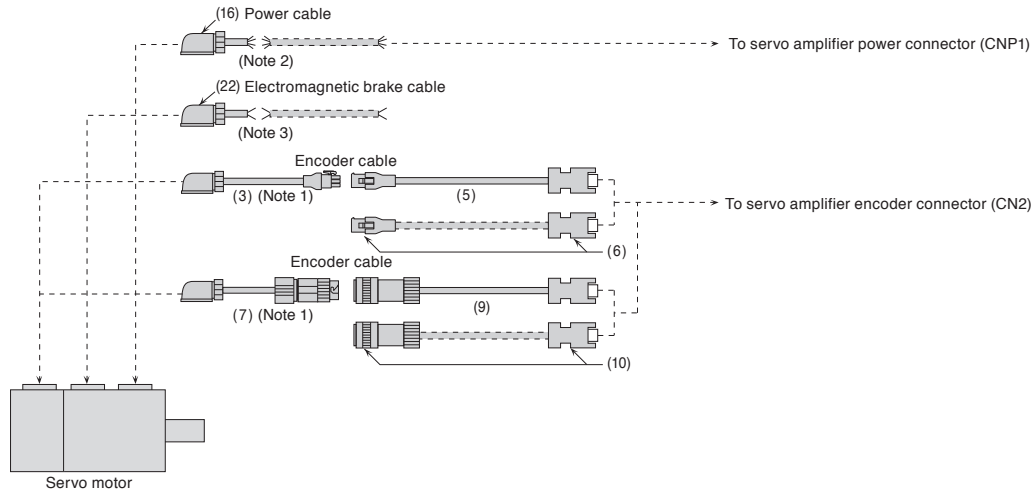 (16) Power cable
(Note 2)
To servo amplifier power connector (CNP1)
(22) Electromagnetic brake cable
(Note 3)
Encoder cable
(3) (Note 1)
(5)
To servo amplifier encoder connector (CN2)
(6)
Encoder cable
(7) (Note 1)
(9)
(10)
Servo motor